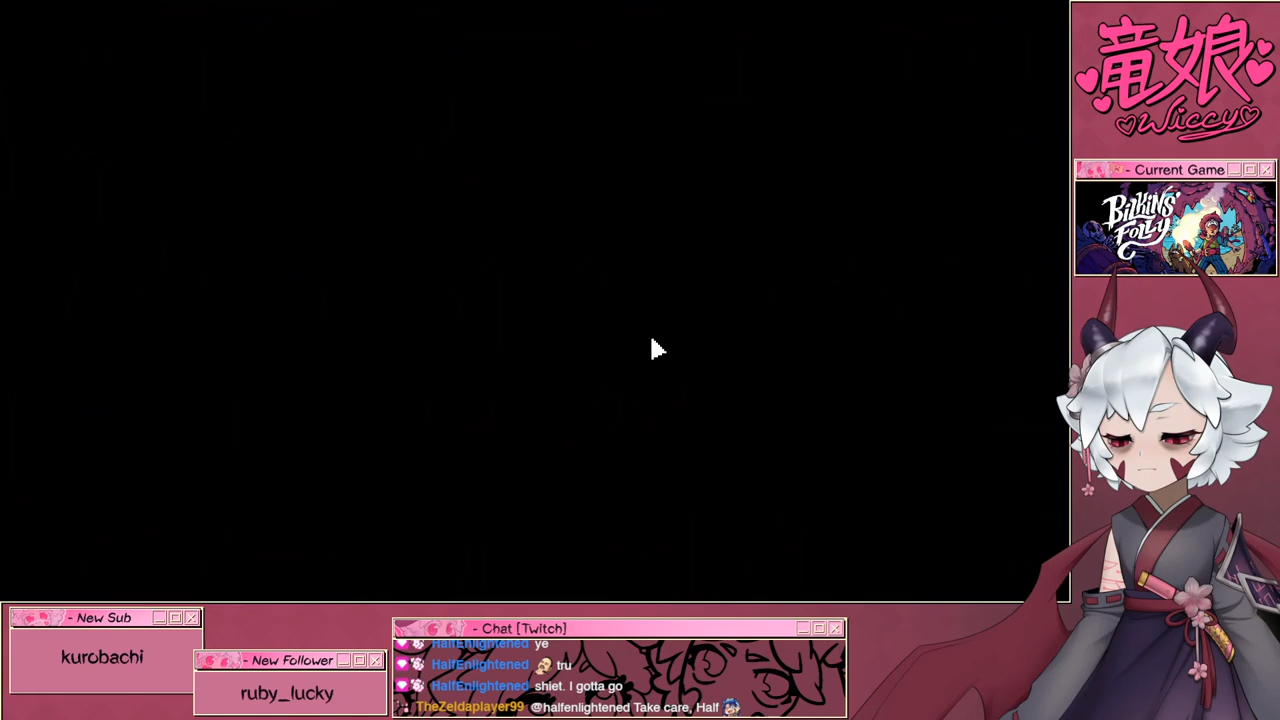 竜娘
Wiccy
- Current Game
BILKINS'
FOLLY
- New Sub
kurobachi
- New Follower
ruby_lucky
- Chat [Twitch]
HalfEnlightened ye
HalfEnlightened tru
HalfEnlightened shiet. I gotta go
TheZeldaplayer99 @halfenlightened Take care, Half